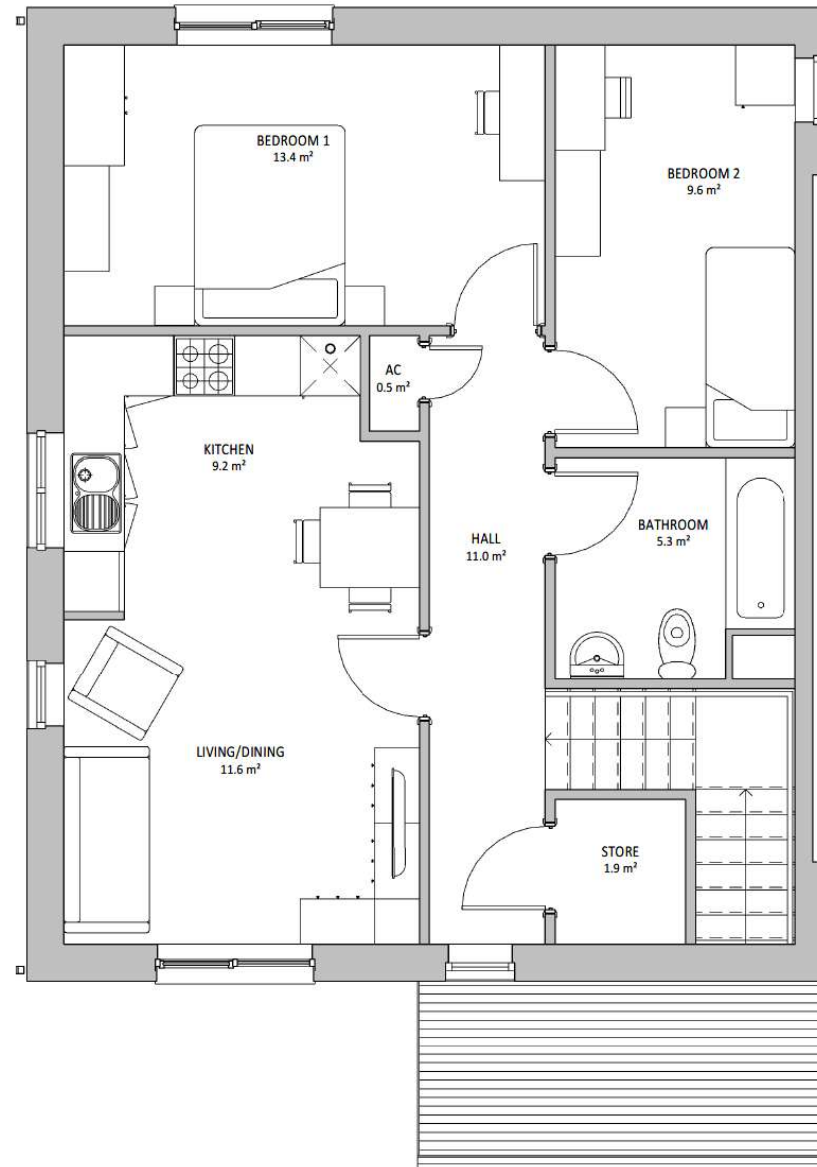 BEDROOM 1
13.4 m²
BEDROOM 2
9.6 m²
AC
0.5 m²
KITCHEN
9.2 m²
HALL
11.0 m²
BATHROOM
5.3 m²
LIVING/DINING
11.6 m²
STORE
1.9 m²